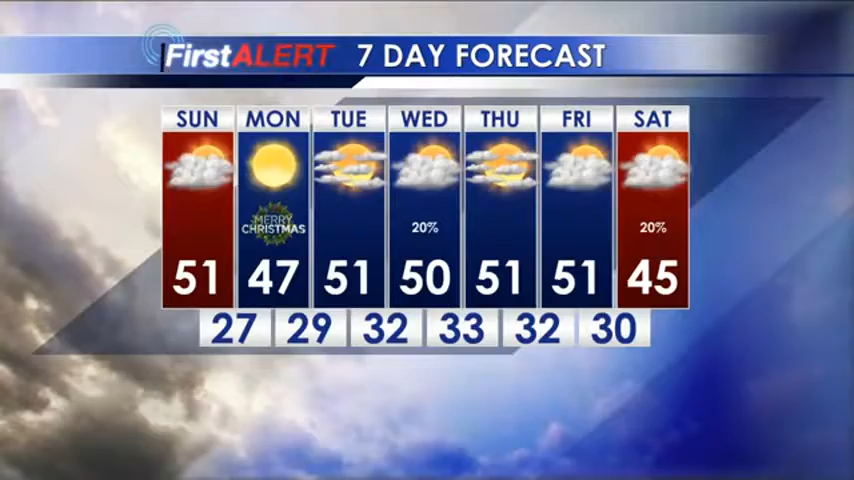 FirstALERT 7 DAY FORECAST
SUN MON TUE WED THU FRI SAT
MERRY
CHRISTMAS
20% 20%
51 47 51 50 51 51 45
27 29 32 33 32 30